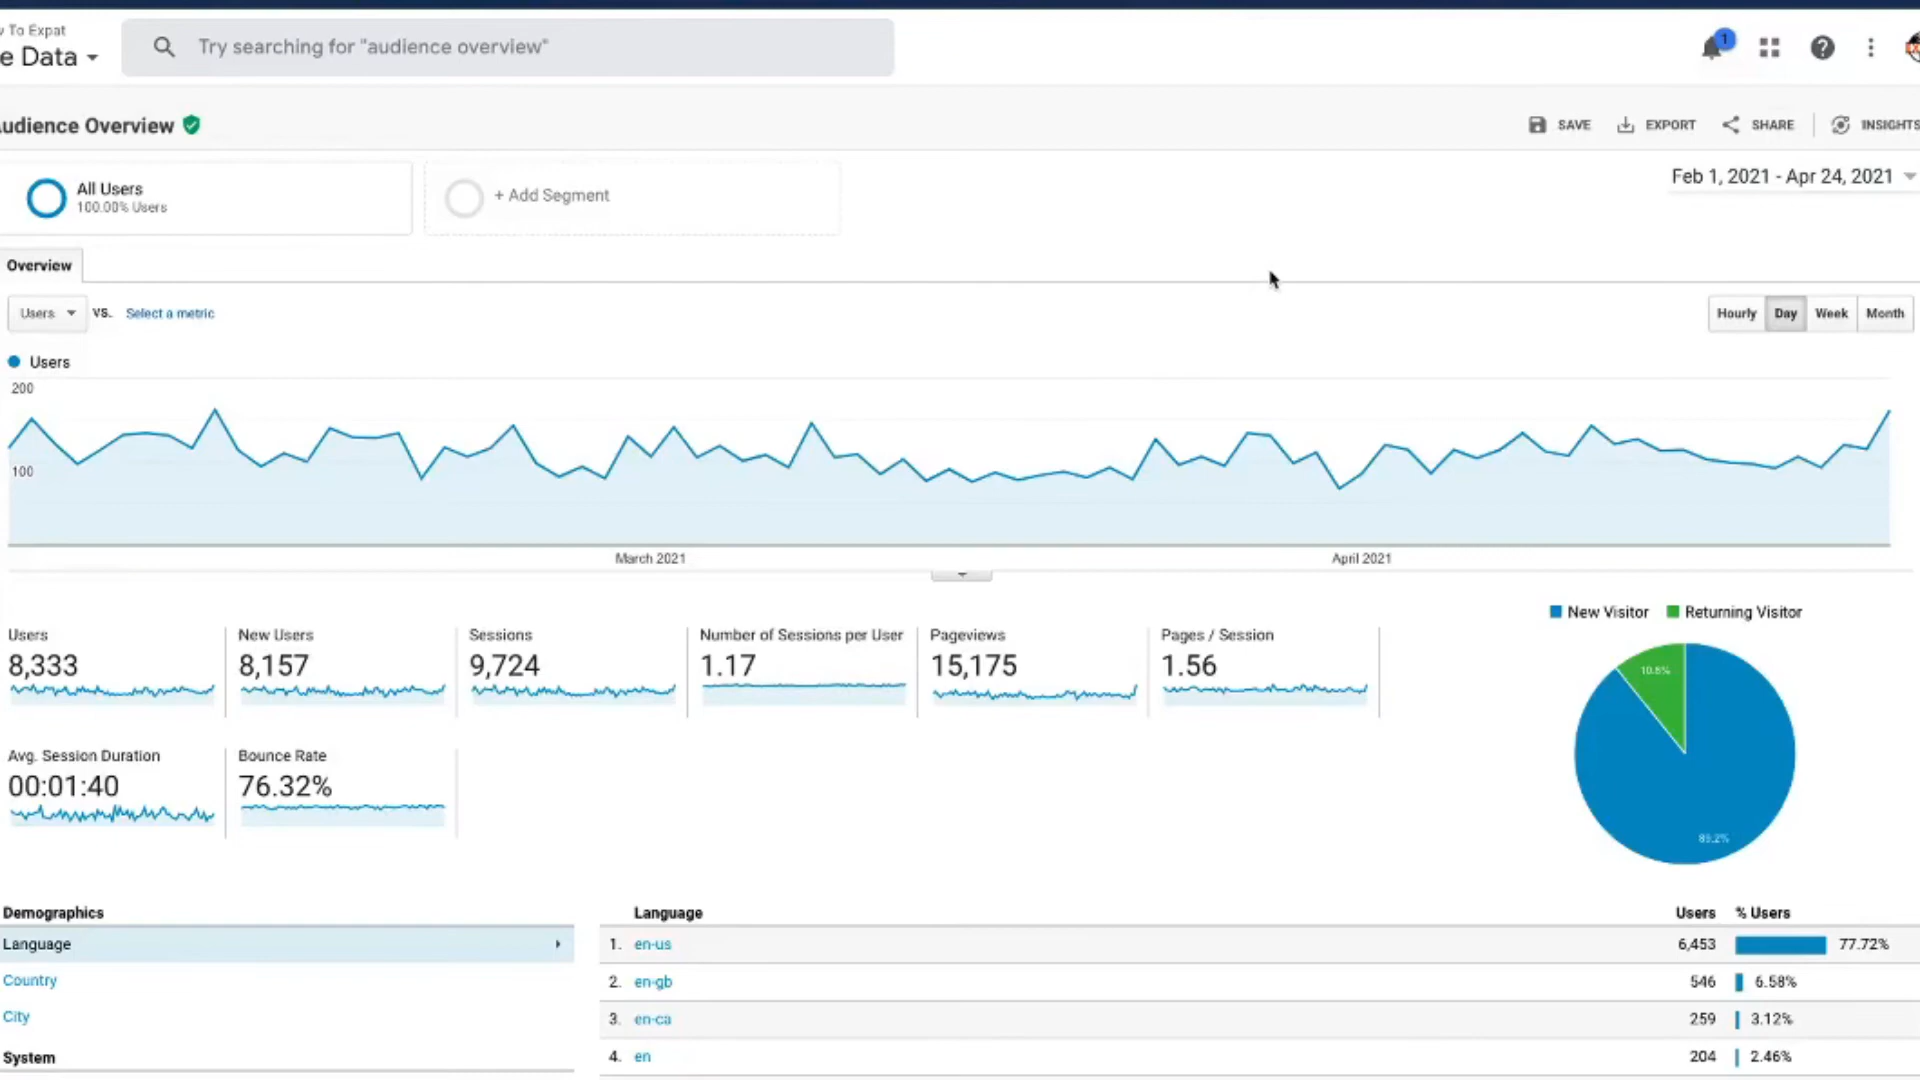 To Expat
e Data
Try searching for "audience overview"
1
udience Overview
SAVE
EXPORT
SHARE
INSIGHTS
All Users
100.00% Users
+ Add Segment
Feb 1, 2021 - Apr 24, 2021
Overview
Users
VS.
Select a metric
Hourly
Day
Week
Month
Users
200
100
March 2021
April 2021
New Visitor
Returning Visitor
Users
8,333
New Users
8,157
Sessions
9,724
Number of Sessions per User
1.17
Pageviews
15,175
Pages / Session
1.56
10.8%
89.2%
Avg. Session Duration
00:01:40
Bounce Rate
76.32%
Demographics
Language
Country
City
System
Language Users % Users
1. en-us 6,453 77.72%
2. en-gb 546 6.58%
3. en-ca 259 3.12%
4. en 204 2.46%